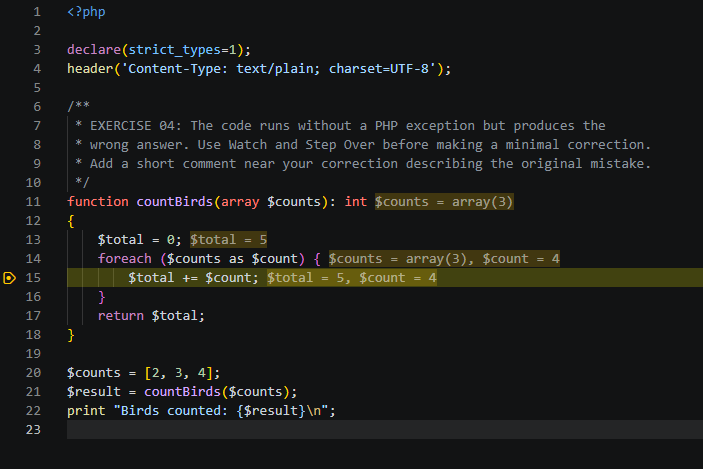 1 <?php
2
3 declare(strict_types=1);
4 header('Content-Type: text/plain; charset=UTF-8');
5
6 /**
7 * EXERCISE 04: The code runs without a PHP exception but produces the
8 * wrong answer. Use Watch and Step Over before making a minimal correction.
9 * Add a short comment near your correction describing the original mistake.
10 */
11 function countBirds(array $counts): int $counts = array(3)
12 {
13 $total = 0; $total = 5
14 foreach ($counts as $count) { $counts = array(3), $count = 4
15 $total += $count; $total = 5, $count = 4
16 }
17 return $total;
18 }
19
20 $counts = [2, 3, 4];
21 $result = countBirds($counts);
22 print "Birds counted: {$result}\n";
23